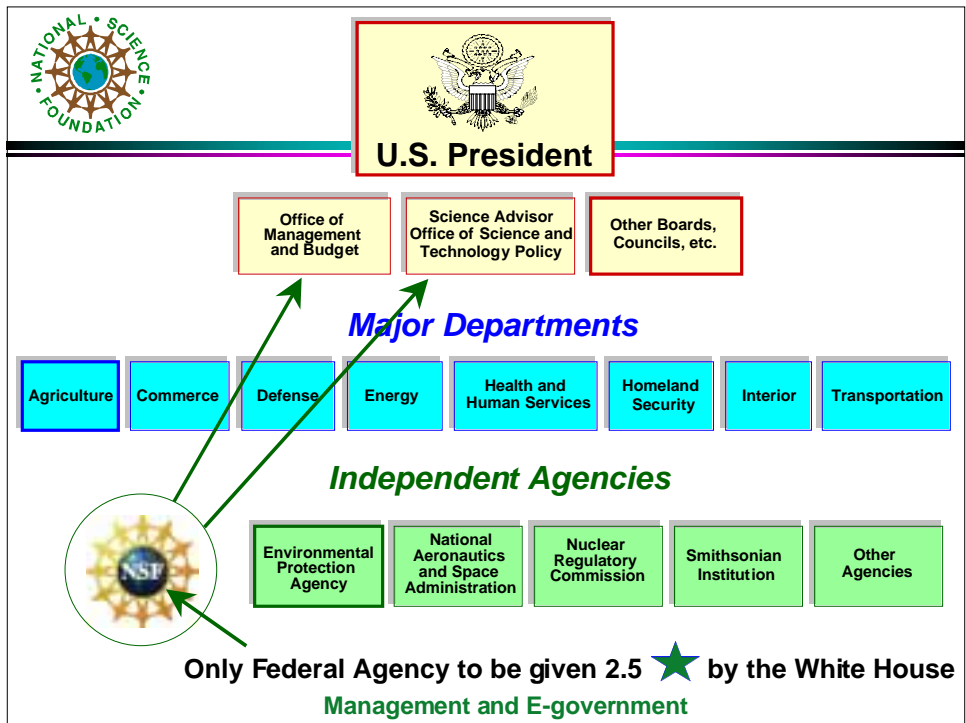 NATIONAL • SCIENCE • FOUNDATION •
U.S. President
Office of
Management
and Budget
Science Advisor
Office of Science and
Technology Policy
Other Boards,
Councils, etc.
Major Departments
Agriculture
Commerce
Defense
Energy
Health and
Human Services
Homeland
Security
Interior
Transportation
Independent Agencies
NSF
Environmental
Protection
Agency
National
Aeronautics
and Space
Administration
Nuclear
Regulatory
Commission
Smithsonian
Institution
Other
Agencies
Only Federal Agency to be given 2.5 by the White House
Management and E-government